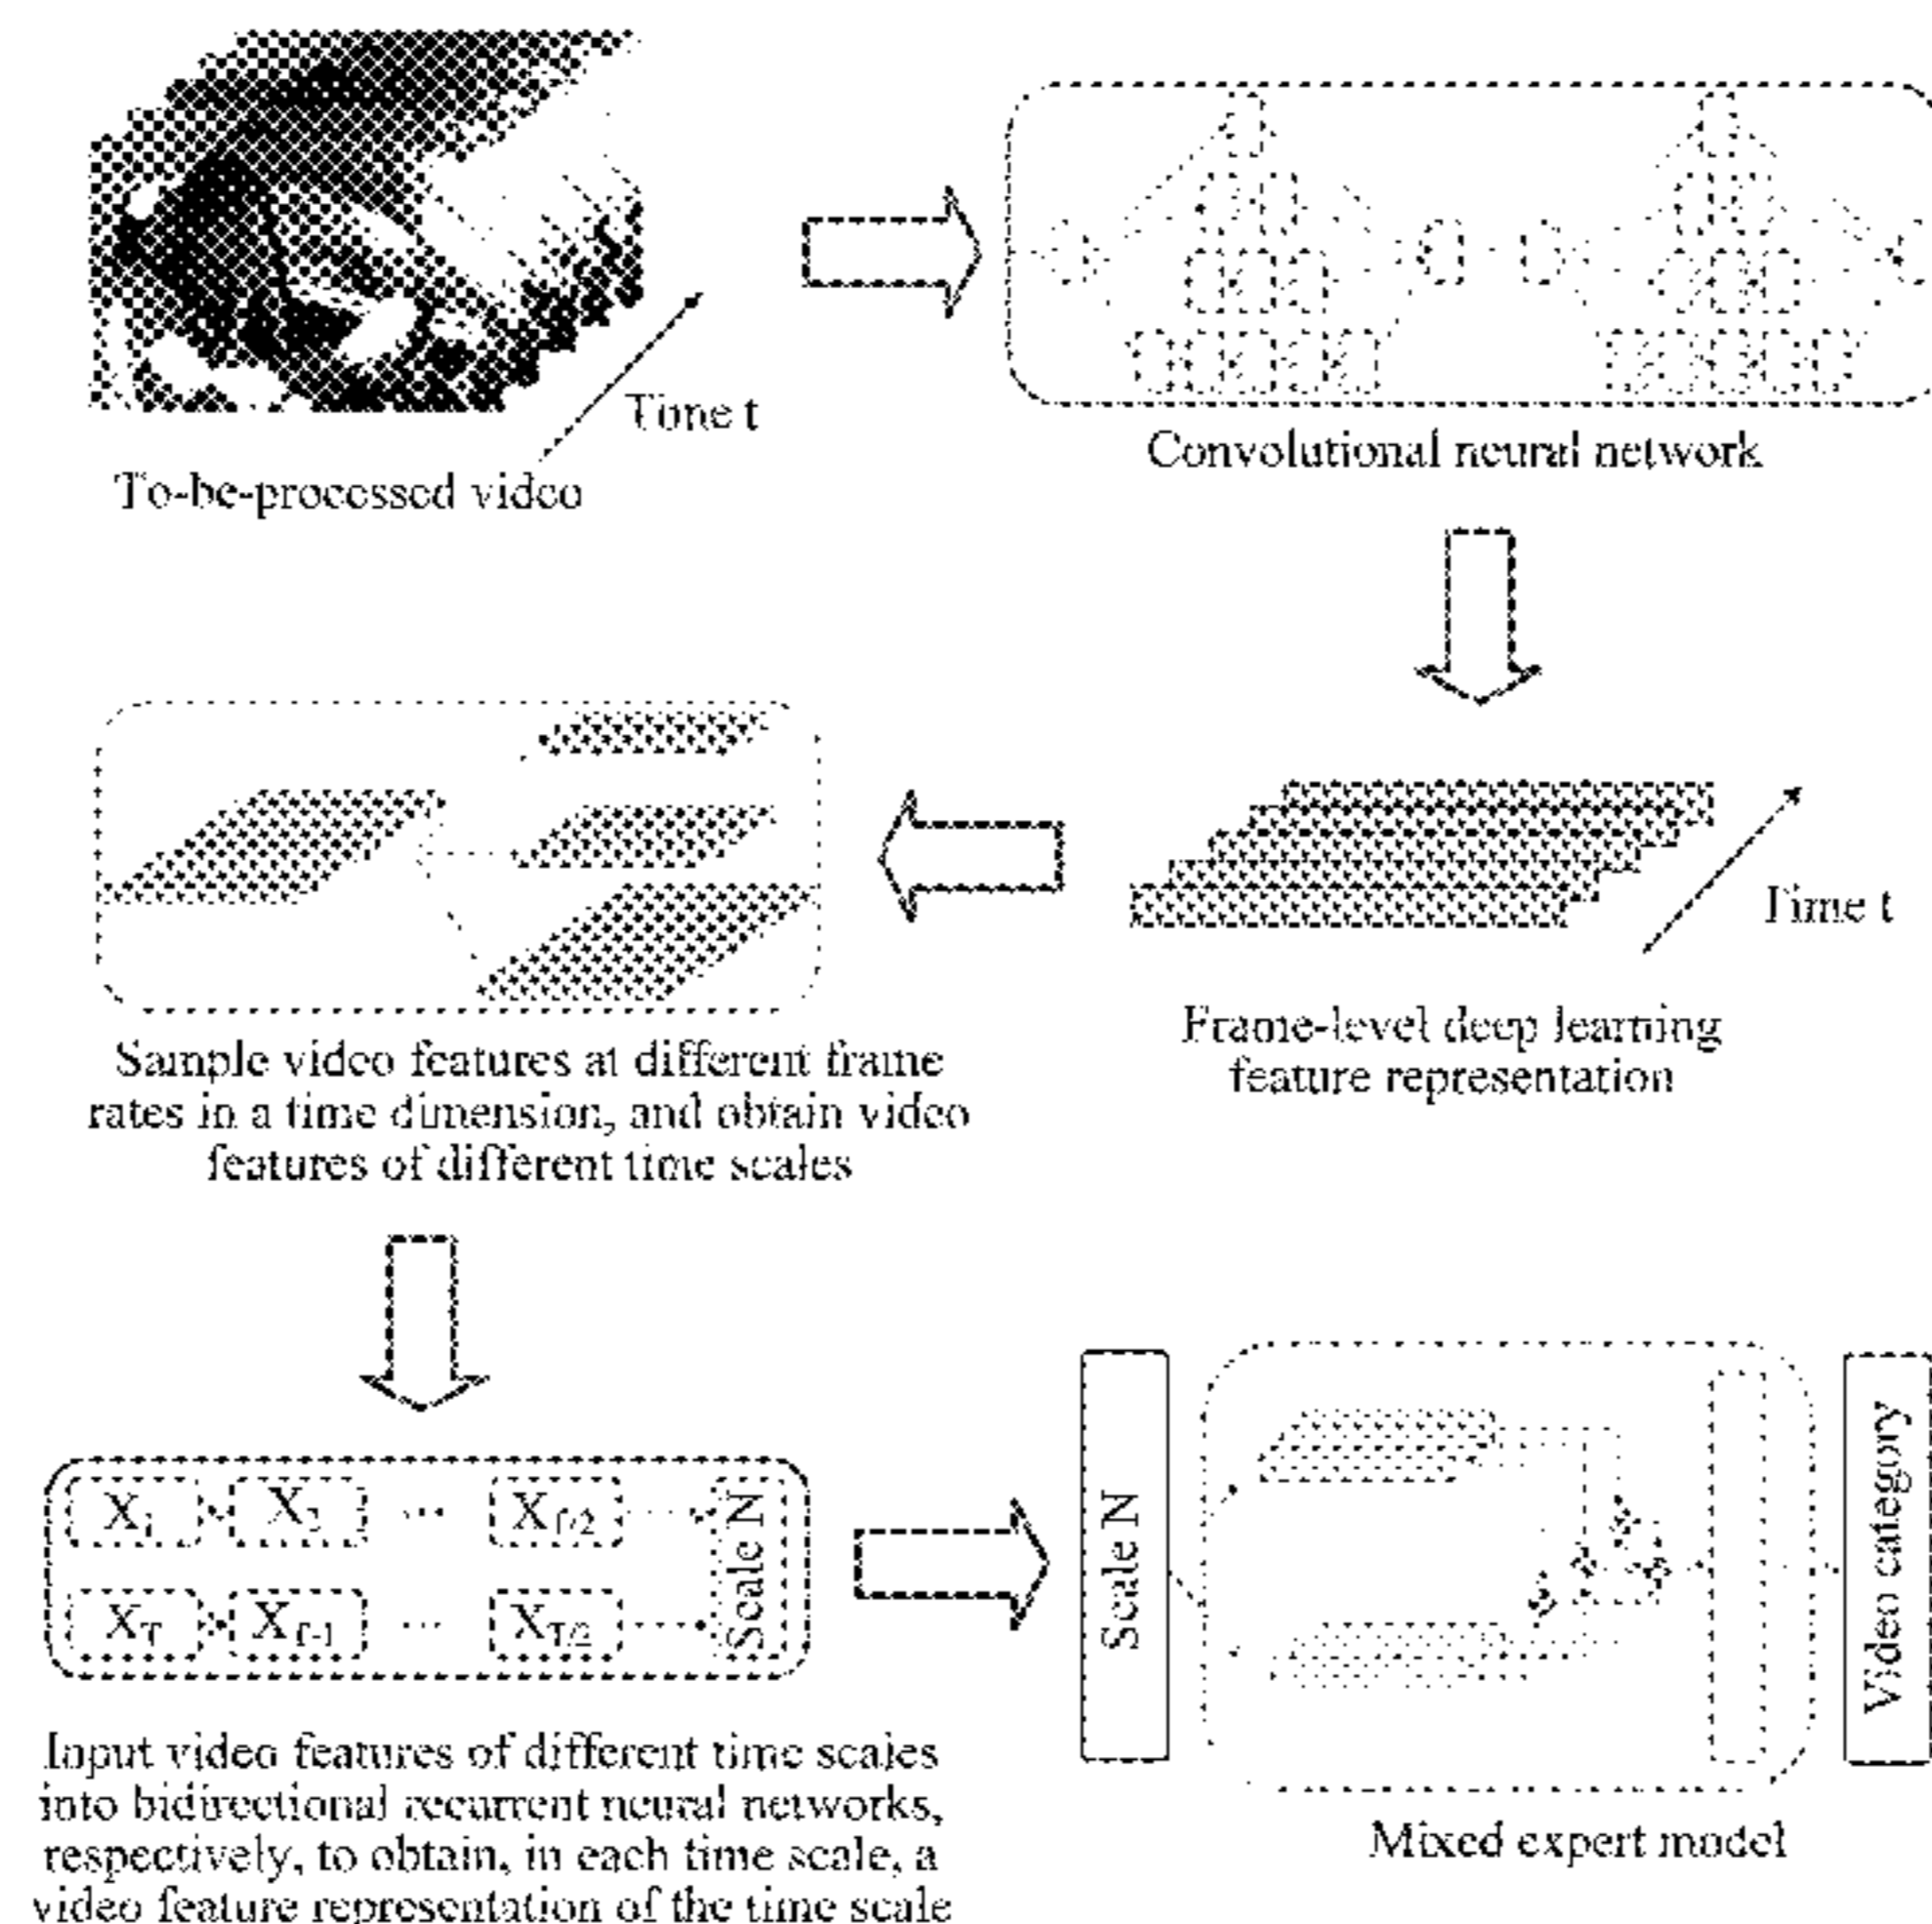 Time t
To-be-processed video
Convolutional neural network
Time t
Frame-level deep learning
feature representation
Sample video features at different frame
rates in a time dimension, and obtain video
features of different time scales
X1 X2 ... XT/2 Scale N
XT XT-1 ... XT/2
Input video features of different time scales
into bidirectional recurrent neural networks,
respectively, to obtain, in each time scale, a
video feature representation of the time scale
Scale N
Video category
Mixed expert model